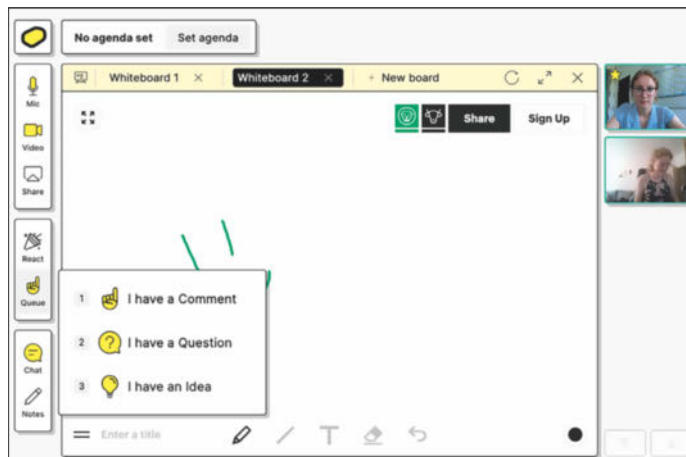 No agenda set Set agenda
Whiteboard 1 × Whiteboard 2 × + New board
Mic
Video
Share
React
Queue
Chat
Notes
Share Sign Up
1 I have a Comment
2 I have a Question
3 I have an Idea
Enter a title T